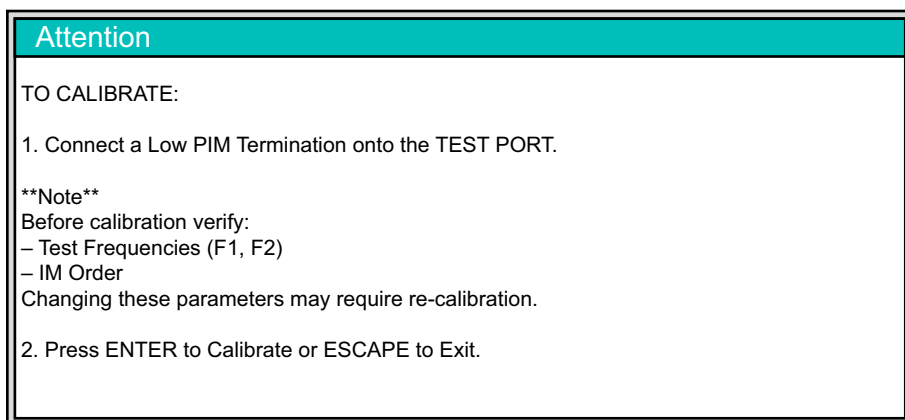 Attention
TO CALIBRATE:
1. Connect a Low PIM Termination onto the TEST PORT.
**Note**
Before calibration verify:
– Test Frequencies (F1, F2)
– IM Order
Changing these parameters may require re-calibration.
2. Press ENTER to Calibrate or ESCAPE to Exit.